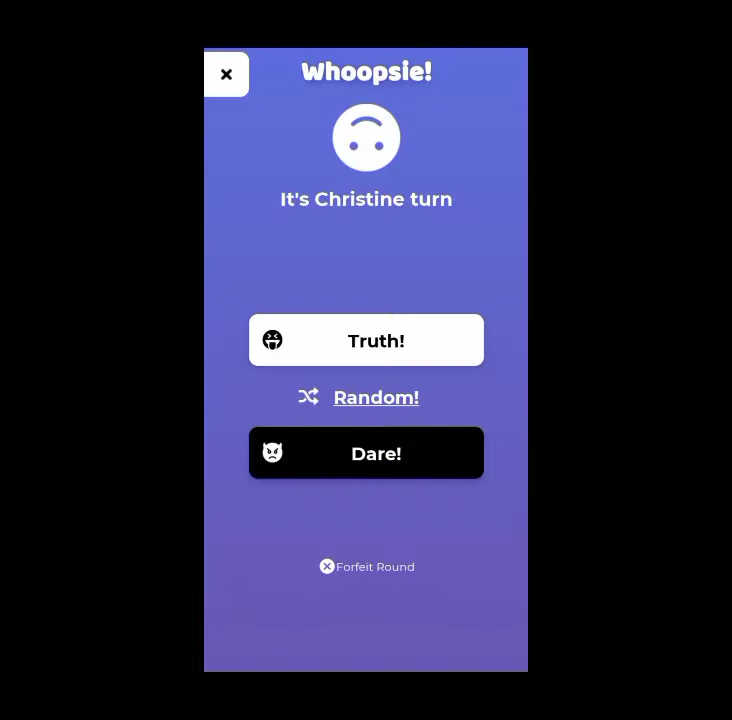 Whoopsie!
It's Christine turn
Truth!
Random!
Dare!
Forfeit Round